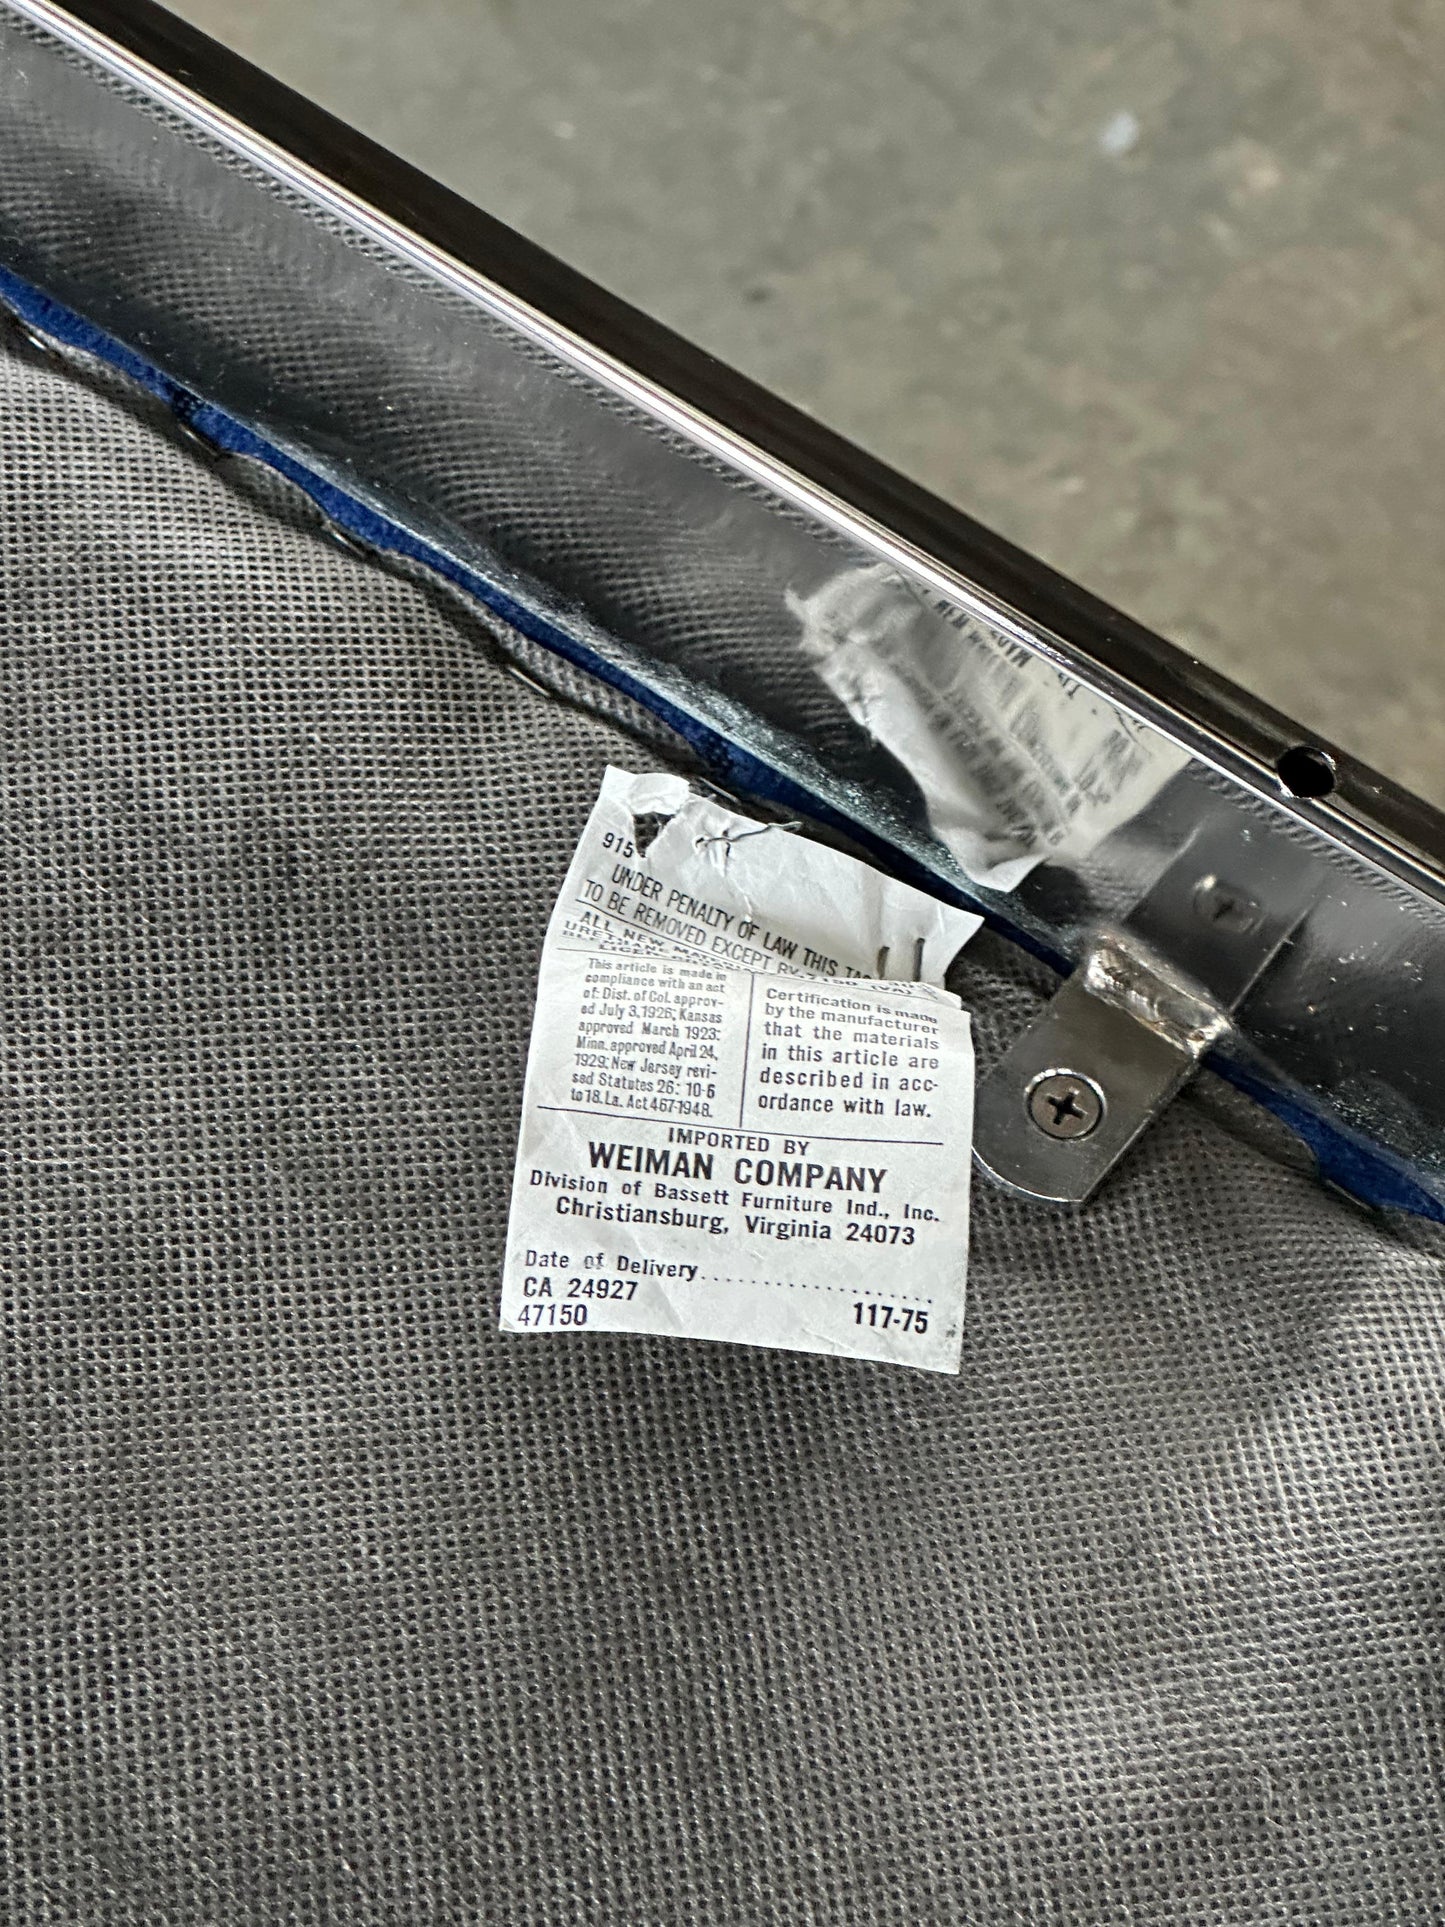 915
UNDER PENALTY OF LAW THIS TAG
TO BE REMOVED EXCEPT BY
ALL NEW
This article is made in
compliance with an act
of: Dist. of Col. approv-
ed July 3,1926; Kansas
approved March 1923;
Minn. approved April 24,
1929; New Jersey revi-
sed Statutes 26: 10-6
to 18. La. Act 467-1948.
Certification is made
by the manufacturer
that the materials
in this article are
described in acc-
ordance with law.
IMPORTED BY
WEIMAN COMPANY
Division of Bassett Furniture Ind., Inc.
Christiansburg, Virginia 24073
Date of Delivery....................
CA 24927
47150 117-75